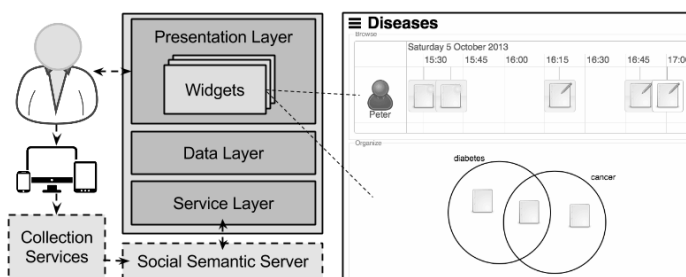 Presentation Layer
Widgets
Data Layer
Service Layer
Collection
Services
Social Semantic Server
Diseases
Browse
Saturday 5 October 2013
15:30 15:45 16:00 16:15 16:30 16:45 17:00
Peter
Organize
diabetes
cancer